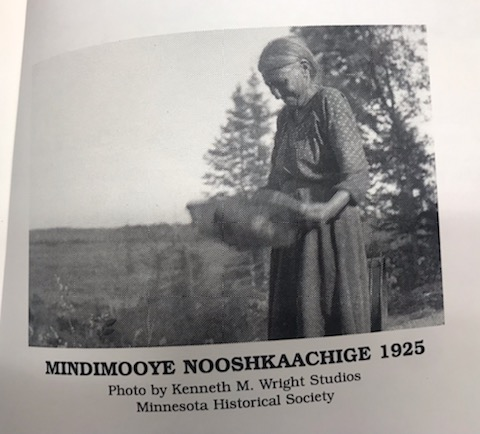 MINDIMOOYE NOOSHKAACHIGE 1925
Photo by Kenneth M. Wright Studios
Minnesota Historical Society